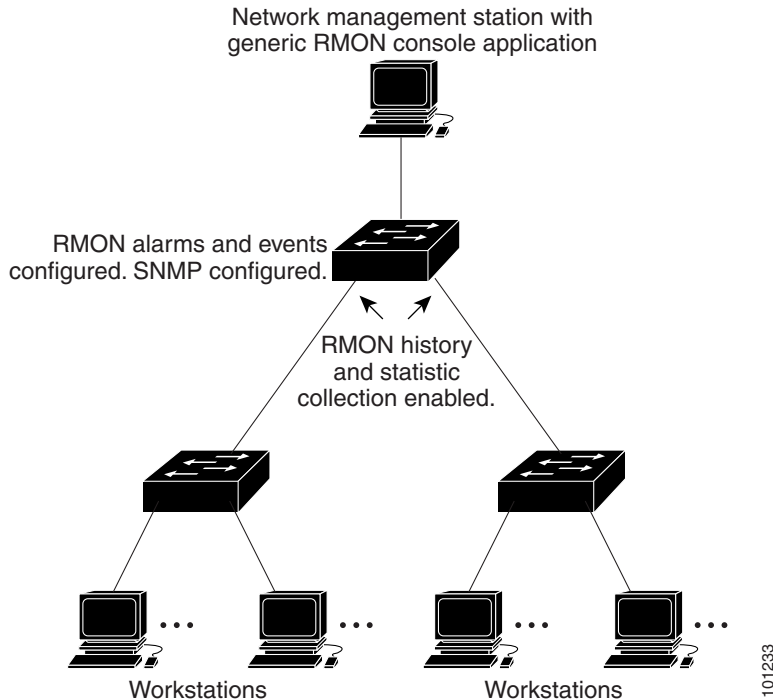 Network management station with
generic RMON console application
RMON alarms and events
configured. SNMP configured.
RMON history
and statistic
collection enabled.
Workstations
Workstations
101233